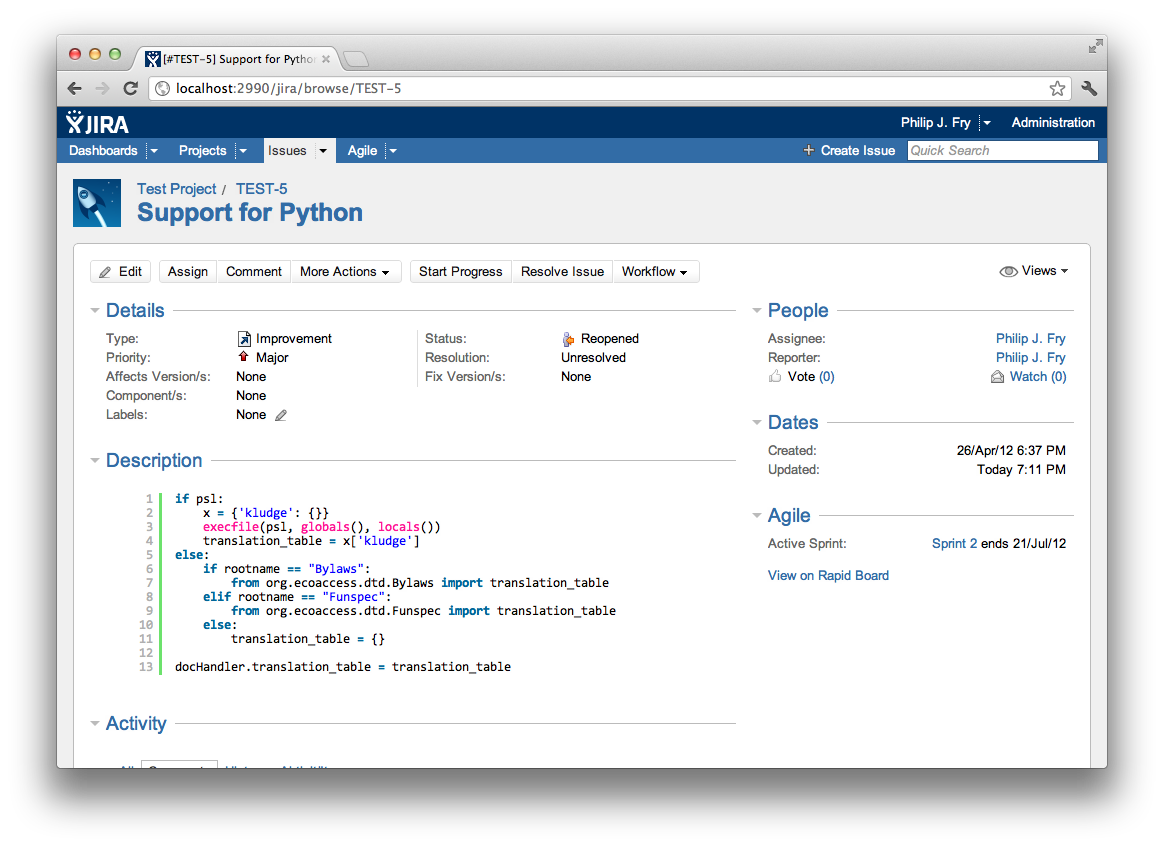 [#TEST-5] Support for Pytho
localhost:2990/jira/browse/TEST-5
JIRA
Philip J. Fry Administration
Dashboards Projects Issues Agile + Create Issue Quick Search
Test Project / TEST-5
Support for Python
Edit Assign Comment More Actions Start Progress Resolve Issue Workflow Views
Details
Type: Improvement Status: Reopened
Priority: Major Resolution: Unresolved
Affects Version/s: None Fix Version/s: None
Component/s: None
Labels: None
People
Assignee: Philip J. Fry
Reporter: Philip J. Fry
Vote (0) Watch (0)
Dates
Created: 26/Apr/12 6:37 PM
Updated: Today 7:11 PM
Agile
Active Sprint: Sprint 2 ends 21/Jul/12
View on Rapid Board
Description
1 if psl:
2     x = {'kludge': {}}
3     execfile(psl, globals(), locals())
4     translation_table = x['kludge']
5 else:
6     if rootname == "Bylaws":
7         from org.ecoaccess.dtd.Bylaws import translation_table
8     elif rootname == "Funspec":
9         from org.ecoaccess.dtd.Funspec import translation_table
10     else:
11         translation_table = {}
12
13 docHandler.translation_table = translation_table
Activity